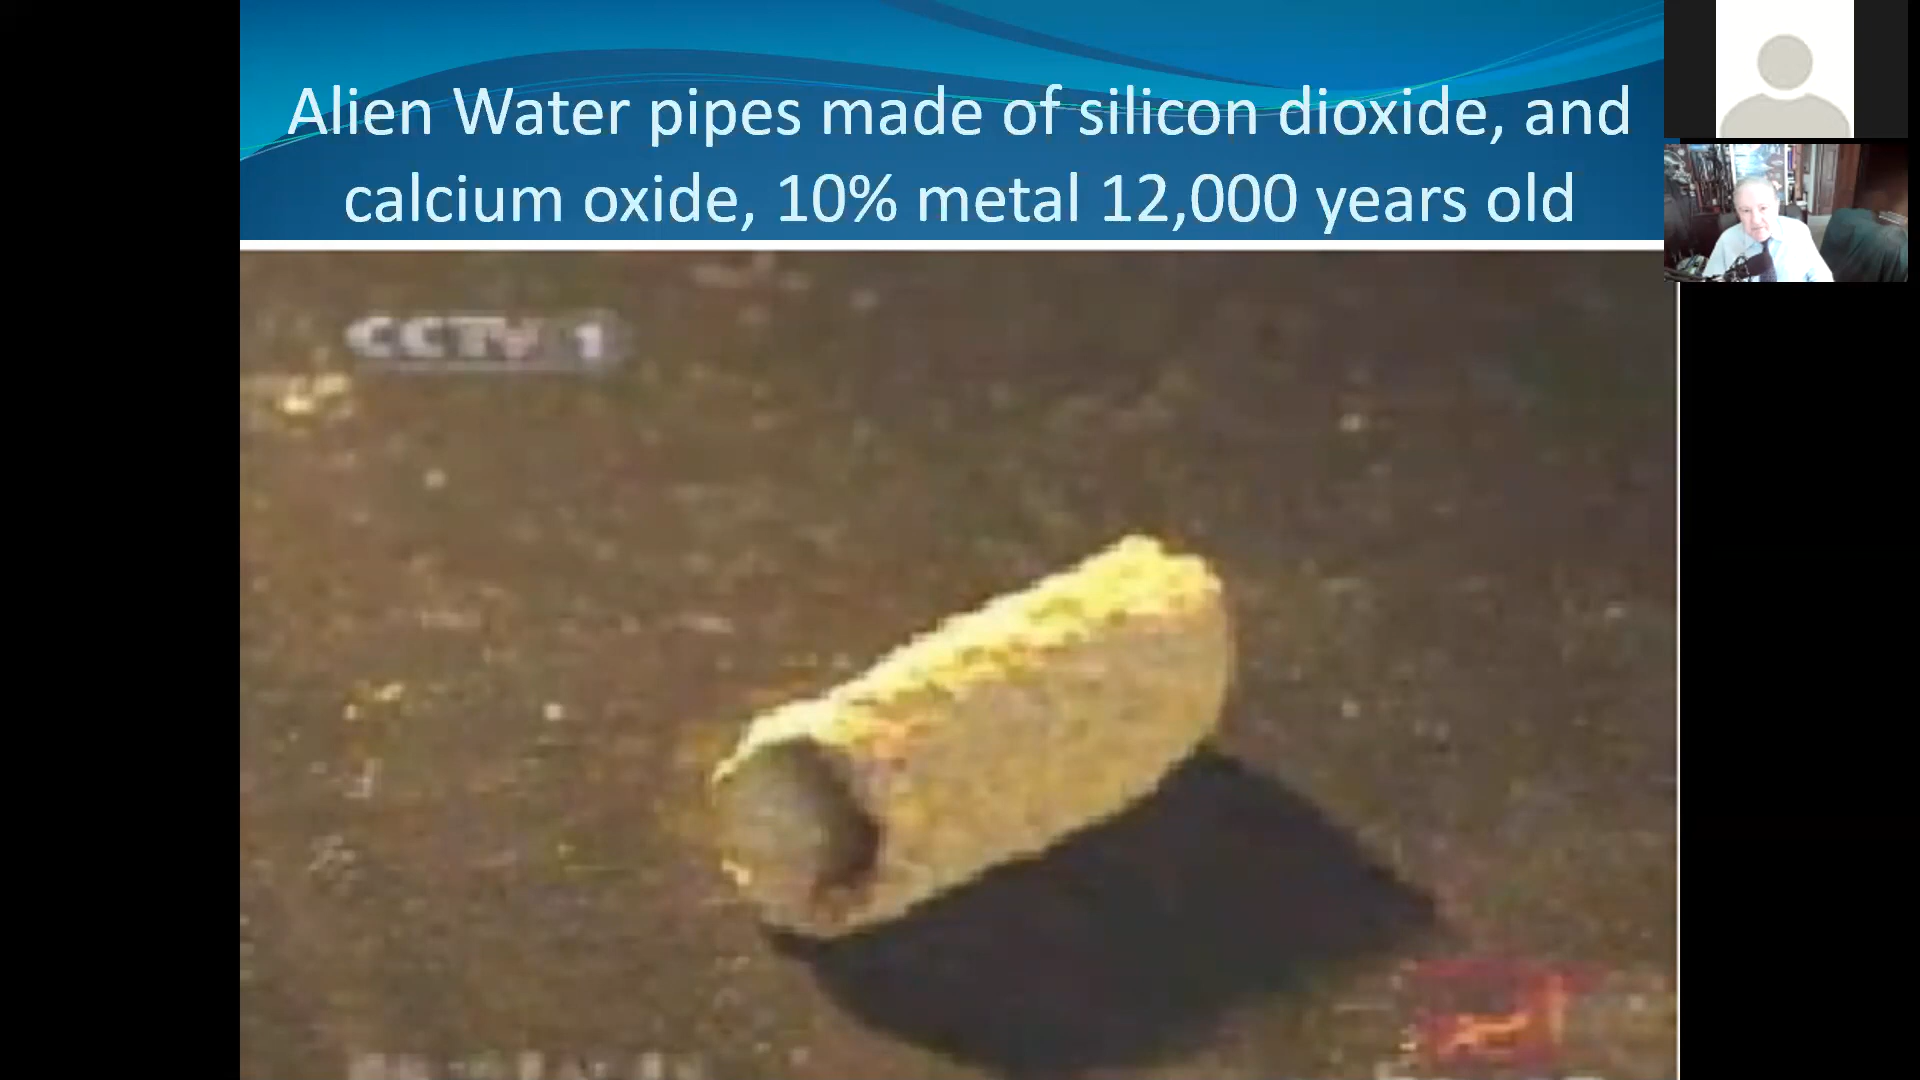 Alien Water pipes made of silicon dioxide, and
calcium oxide, 10% metal 12,000 years old
CCTV 1